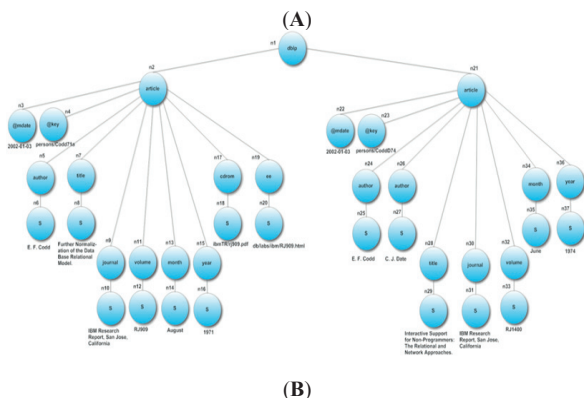 (A)
n1
dblp
n2
article
n21
article
n3
@mdate
2002-01-03
n4
@key
persons/Codd71a
n5
author
n6
S
E. F. Codd
n7
title
n8
S
Further Normaliz-
ation of the Data
Base Relational
Model.
n9
journal
n10
S
IBM Research
Report, San Jose,
California
n11
volume
n12
S
RJ909
n13
month
n14
S
August
n15
year
n16
S
1971
n17
cdrom
n18
S
ibmTR/rj909.pdf
n19
ee
n20
S
db/labs/ibm/RJ909.html
n22
@mdate
2002-01-03
n23
@key
persons/CoddD74
n24
author
n25
S
E. F. Codd
n26
author
n27
S
C. J. Date
n28
title
n29
S
Interactive Support
for Non-Programmers:
The Relational and
Network Approaches.
n30
journal
n31
S
IBM Research
Report, San Jose,
California
n32
volume
n33
S
RJ1400
n34
month
n35
S
June
n36
year
n37
S
1974
(B)